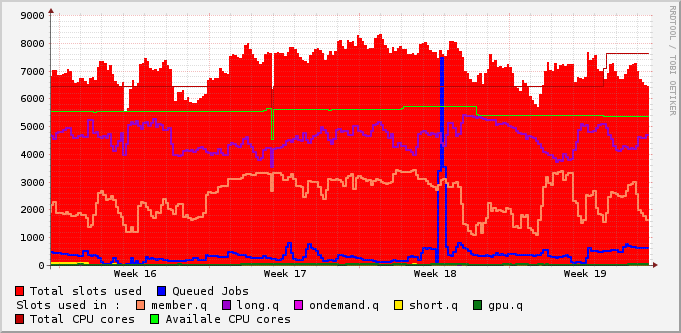 9000
8000
7000
6000
5000
4000
3000
2000
1000
0
Week 16 Week 17 Week 18 Week 19
Total slots used Queued Jobs
Slots used in : member.q long.q ondemand.q short.q gpu.q
Total CPU cores Availale CPU cores
RRDTOOL / TOBI OETIKER